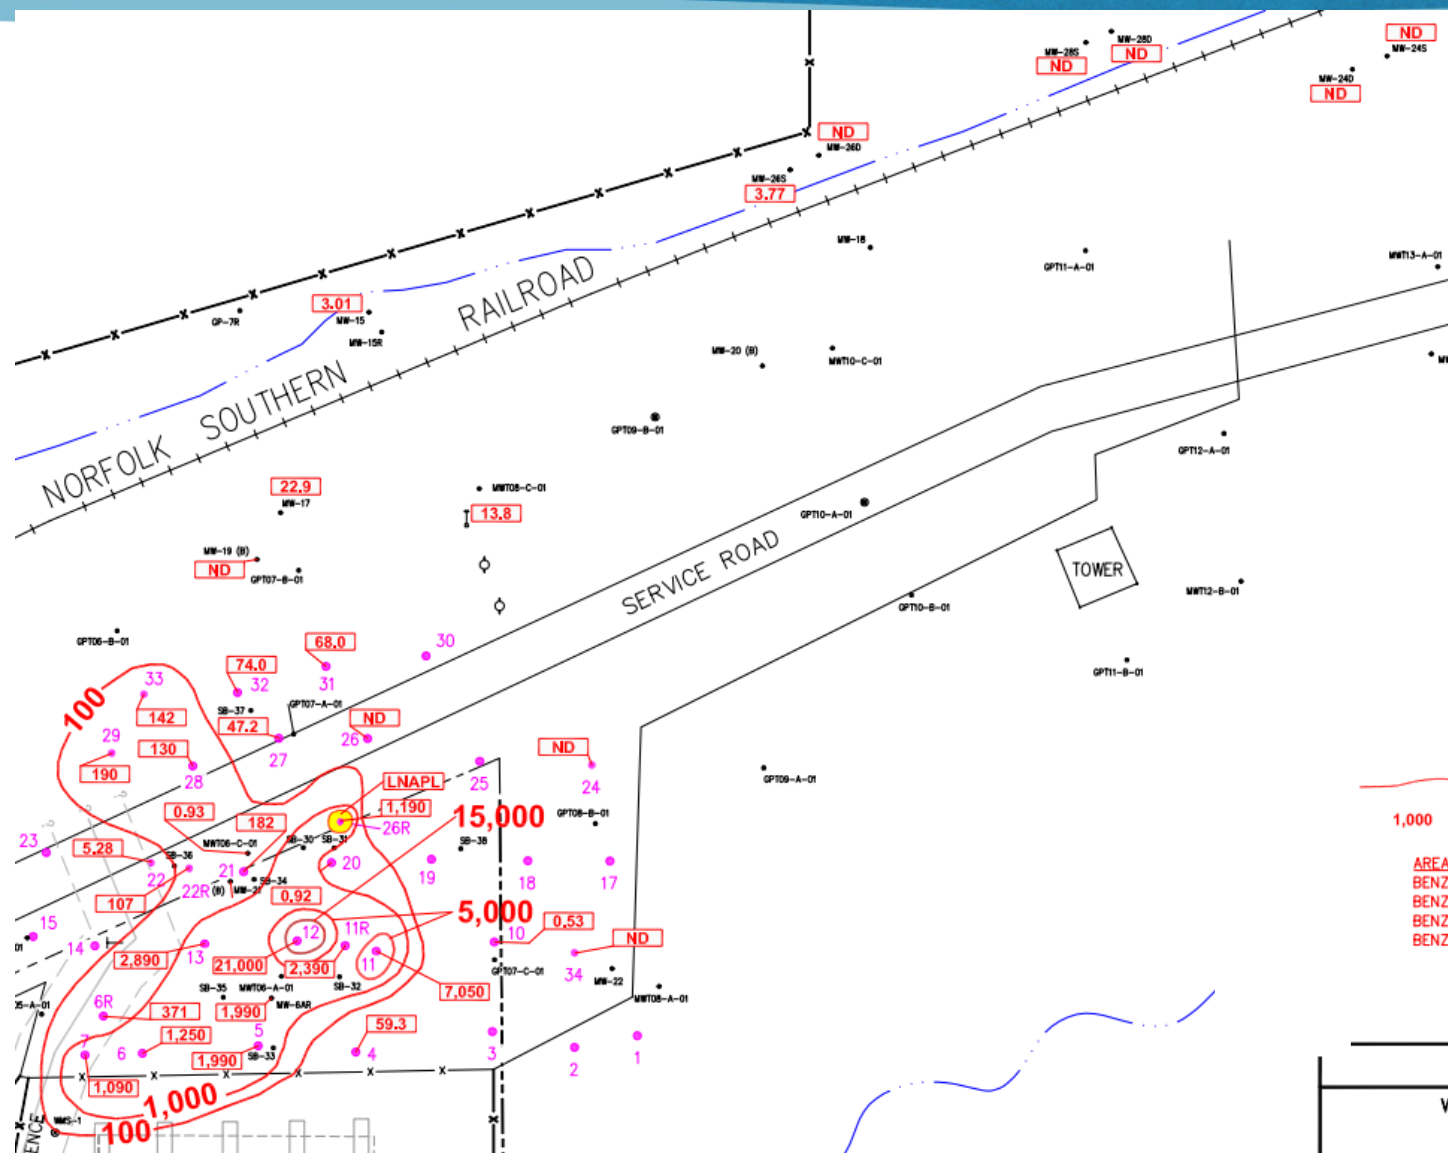 MW-28D
ND
MW-28S
ND
ND
MW-24S
MW-24D
ND
ND
MW-26D
MW-26S
3.77
MW-18
GPT11-A-01
MWT13-A-01
3.01
GP-7R
MW-15
MW-15R
NORFOLK SOUTHERN RAILROAD
MW-20 (B)
MWT10-C-01
GPT09-B-01
GPT12-A-01
22.9
MW-17
MWT08-C-01
13.8
GPT10-A-01
MW-19 (B)
ND
GPT07-B-01
SERVICE ROAD
TOWER
MWT12-B-01
GPT10-B-01
GPT06-B-01
68.0
30
GPT11-B-01
74.0
31
33
32
100
142
SB-37
GPT07-A-01
47.2
ND
29
130
27
26
ND
190
28
25
24
GPT09-A-01
LNAPL
1,190
0.93
182
15,000
GPT08-B-01
1,000
26R
23
5.28
MWT06-C-01
SB-30
SB-31
SB-38
SB-36
22
21
20
19
18
17
AREA
22R
(B)
MW-21
SB-34
BENZ
BENZ
BENZ
BENZ
107
0.92
5,000
0.53
15
14
13
12
11R
10
ND
2,890
21,000
2,390
11
34
GPT07-C-01
MW-22
SB-35
MWT06-A-01
SB-32
7,050
MWT08-A-01
05-A-01
6R
371
1,990
MW-6AR
1,250
5
59.3
7
6
1,990
SB-33
4
3
2
1
1,090
1,000
WMS-1
100
ENCE